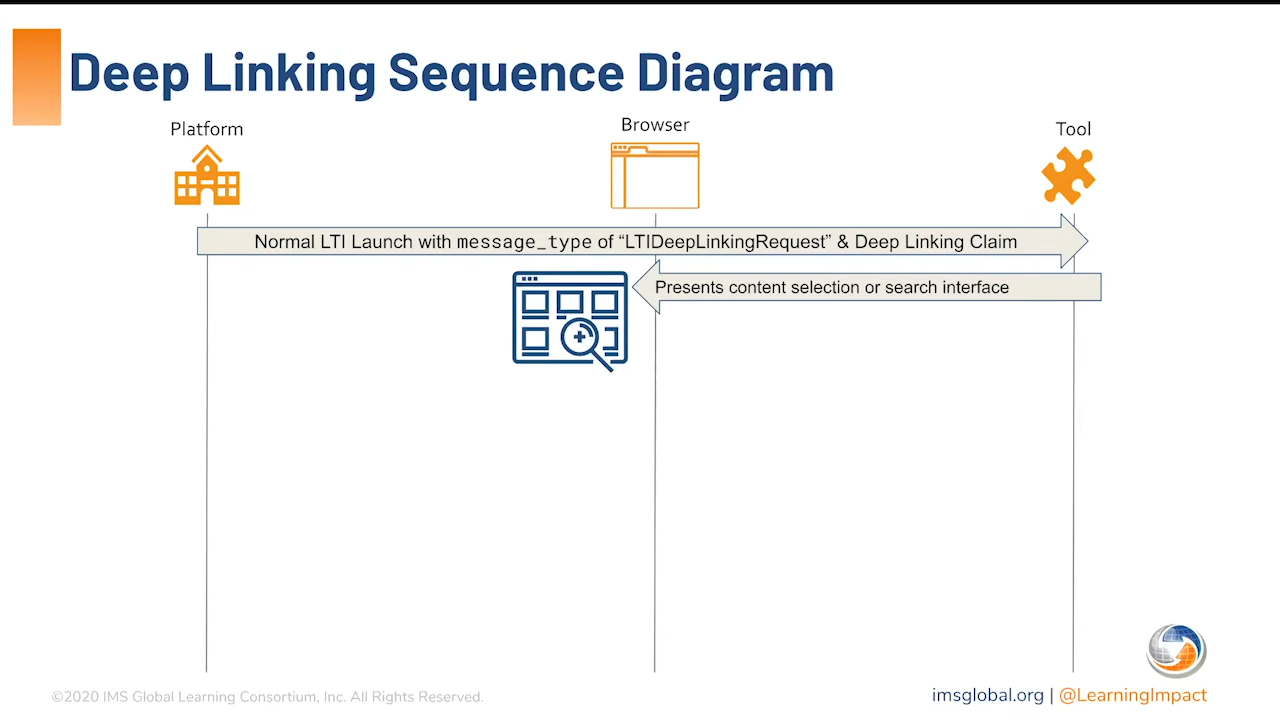 Deep Linking Sequence Diagram
Platform
Browser
Tool
Normal LTI Launch with message_type of “LTIDeepLinkingRequest” & Deep Linking Claim
Presents content selection or search interface
©2020 IMS Global Learning Consortium, Inc. All Rights Reserved.
imsglobal.org | @LearningImpact